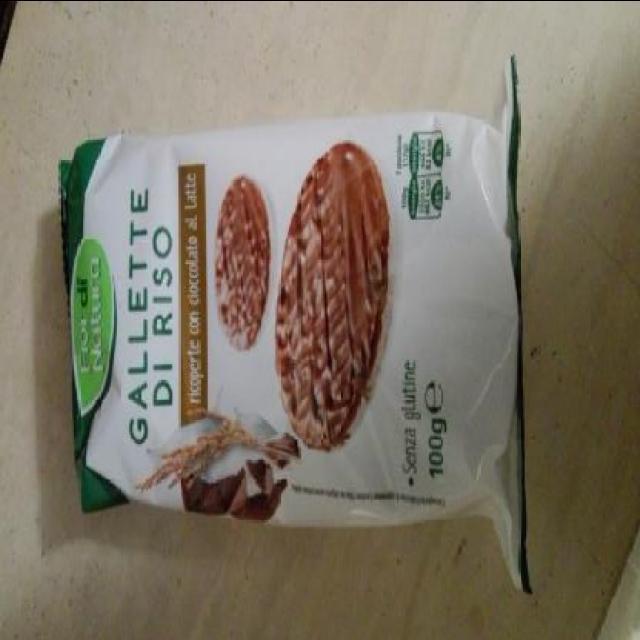 Fior di
Natura
GALLETTE
DI RISO
ricoperte con cioccolato al Latte
• Senza glutine
100g e